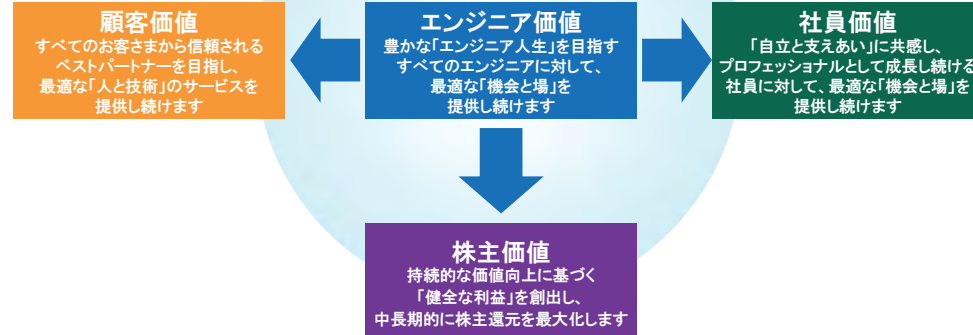 顧客価値
すべてのお客さまから信頼される
ベストパートナーを目指し、
最適な「人と技術」のサービスを
提供し続けます
エンジニア価値
豊かな「エンジニア人生」を目指す
すべてのエンジニアに対して、
最適な「機会と場」を
提供し続けます
社員価値
「自立と支えあい」に共感し、
プロフェッショナルとして成長し続ける
社員に対して、最適な「機会と場」を
提供し続けます
株主価値
持続的な価値向上に基づく
「健全な利益」を創出し、
中長期的に株主還元を最大化します